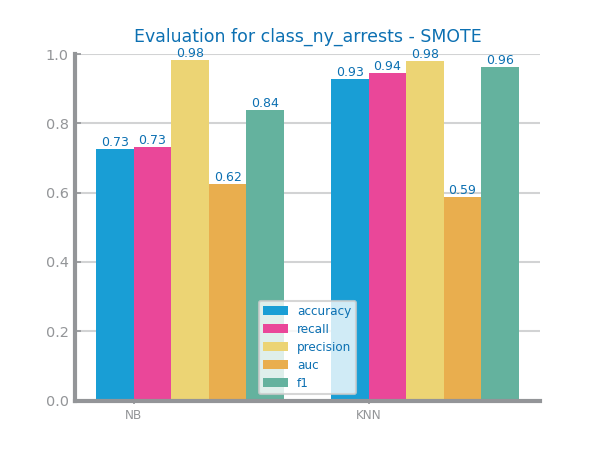 Evaluation for class_ny_arrests - SMOTE
1.0
0.8
0.6
0.4
0.2
0.0
0.73
0.73
0.98
0.62
0.84
0.93
0.94
0.98
0.59
0.96
accuracy
recall
precision
auc
f1
NB
KNN